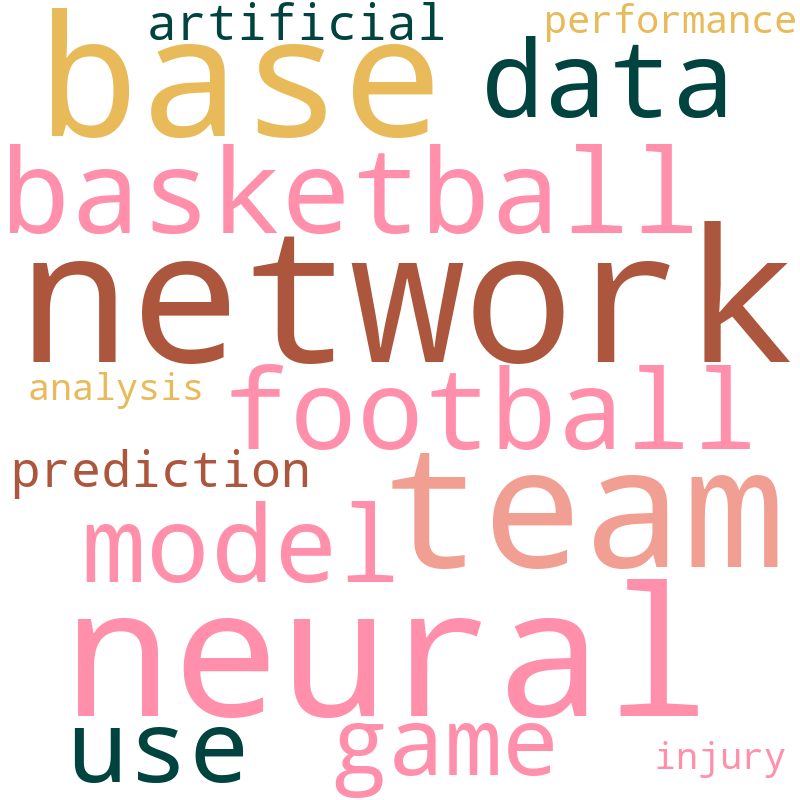 artificial performance
base data
basketball
network
analysis football
prediction team
model
neural
use game injury